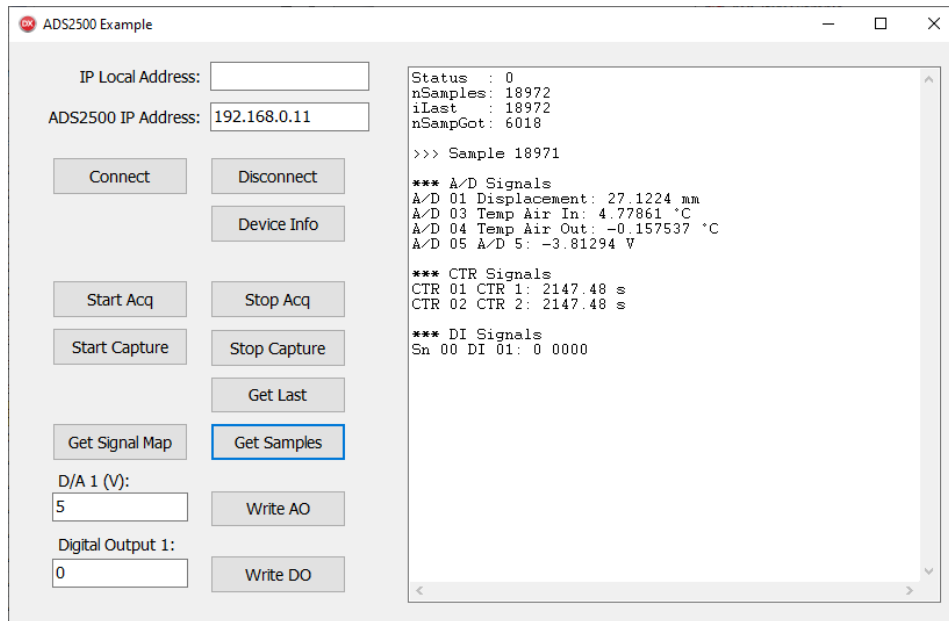 ADS2500 Example
IP Local Address:
ADS2500 IP Address: 192.168.0.11
Connect
Disconnect
Device Info
Start Acq
Stop Acq
Start Capture
Stop Capture
Get Last
Get Signal Map
Get Samples
D/A 1 (V):
5
Write AO
Digital Output 1:
0
Write DO
Status  : 0
nSamples: 18972
iLast   : 18972
nSampGot: 6018
>>> Sample 18971
*** A/D Signals
A/D 01 Displacement: 27.1224 mm
A/D 03 Temp Air In: 4.77861 °C
A/D 04 Temp Air Out: -0.157537 °C
A/D 05 A/D 5: -3.81294 V
*** CTR Signals
CTR 01 CTR 1: 2147.48 s
CTR 02 CTR 2: 2147.48 s
*** DI Signals
Sn 00 DI 01: 0 0000